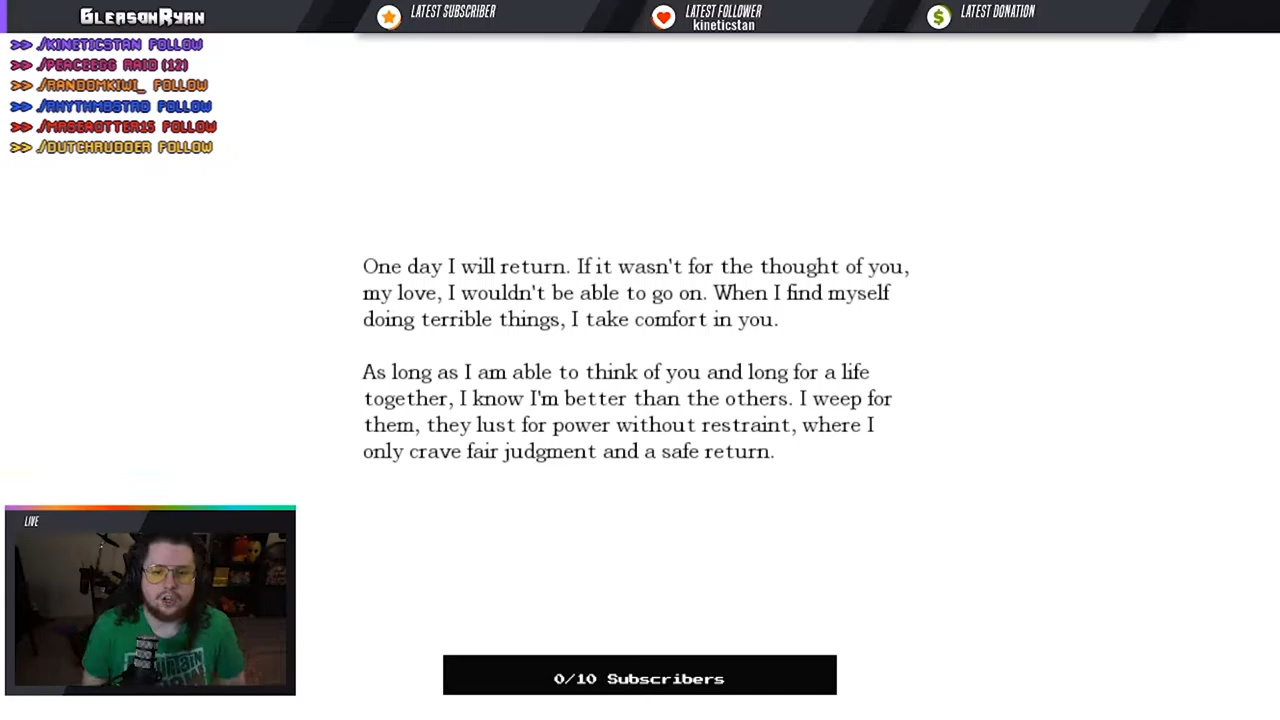 GleasonRyan
LATEST SUBSCRIBER
LATEST FOLLOWER
kineticstan
LATEST DONATION
>> ./KINETICSTAN FOLLOW
>> ./PEACEEGG RAID (12)
>> ./RANDOMKIWI_ FOLLOW
>> ./RHYTHMBSTRD FOLLOW
>> ./MRSEROTTER15 FOLLOW
>> ./DUTCHRUDDER FOLLOW
One day I will return. If it wasn't for the thought of you,
my love, I wouldn't be able to go on. When I find myself
doing terrible things, I take comfort in you.
As long as I am able to think of you and long for a life
together, I know I'm better than the others. I weep for
them, they lust for power without restraint, where I
only crave fair judgment and a safe return.
LIVE
0/10 Subscribers